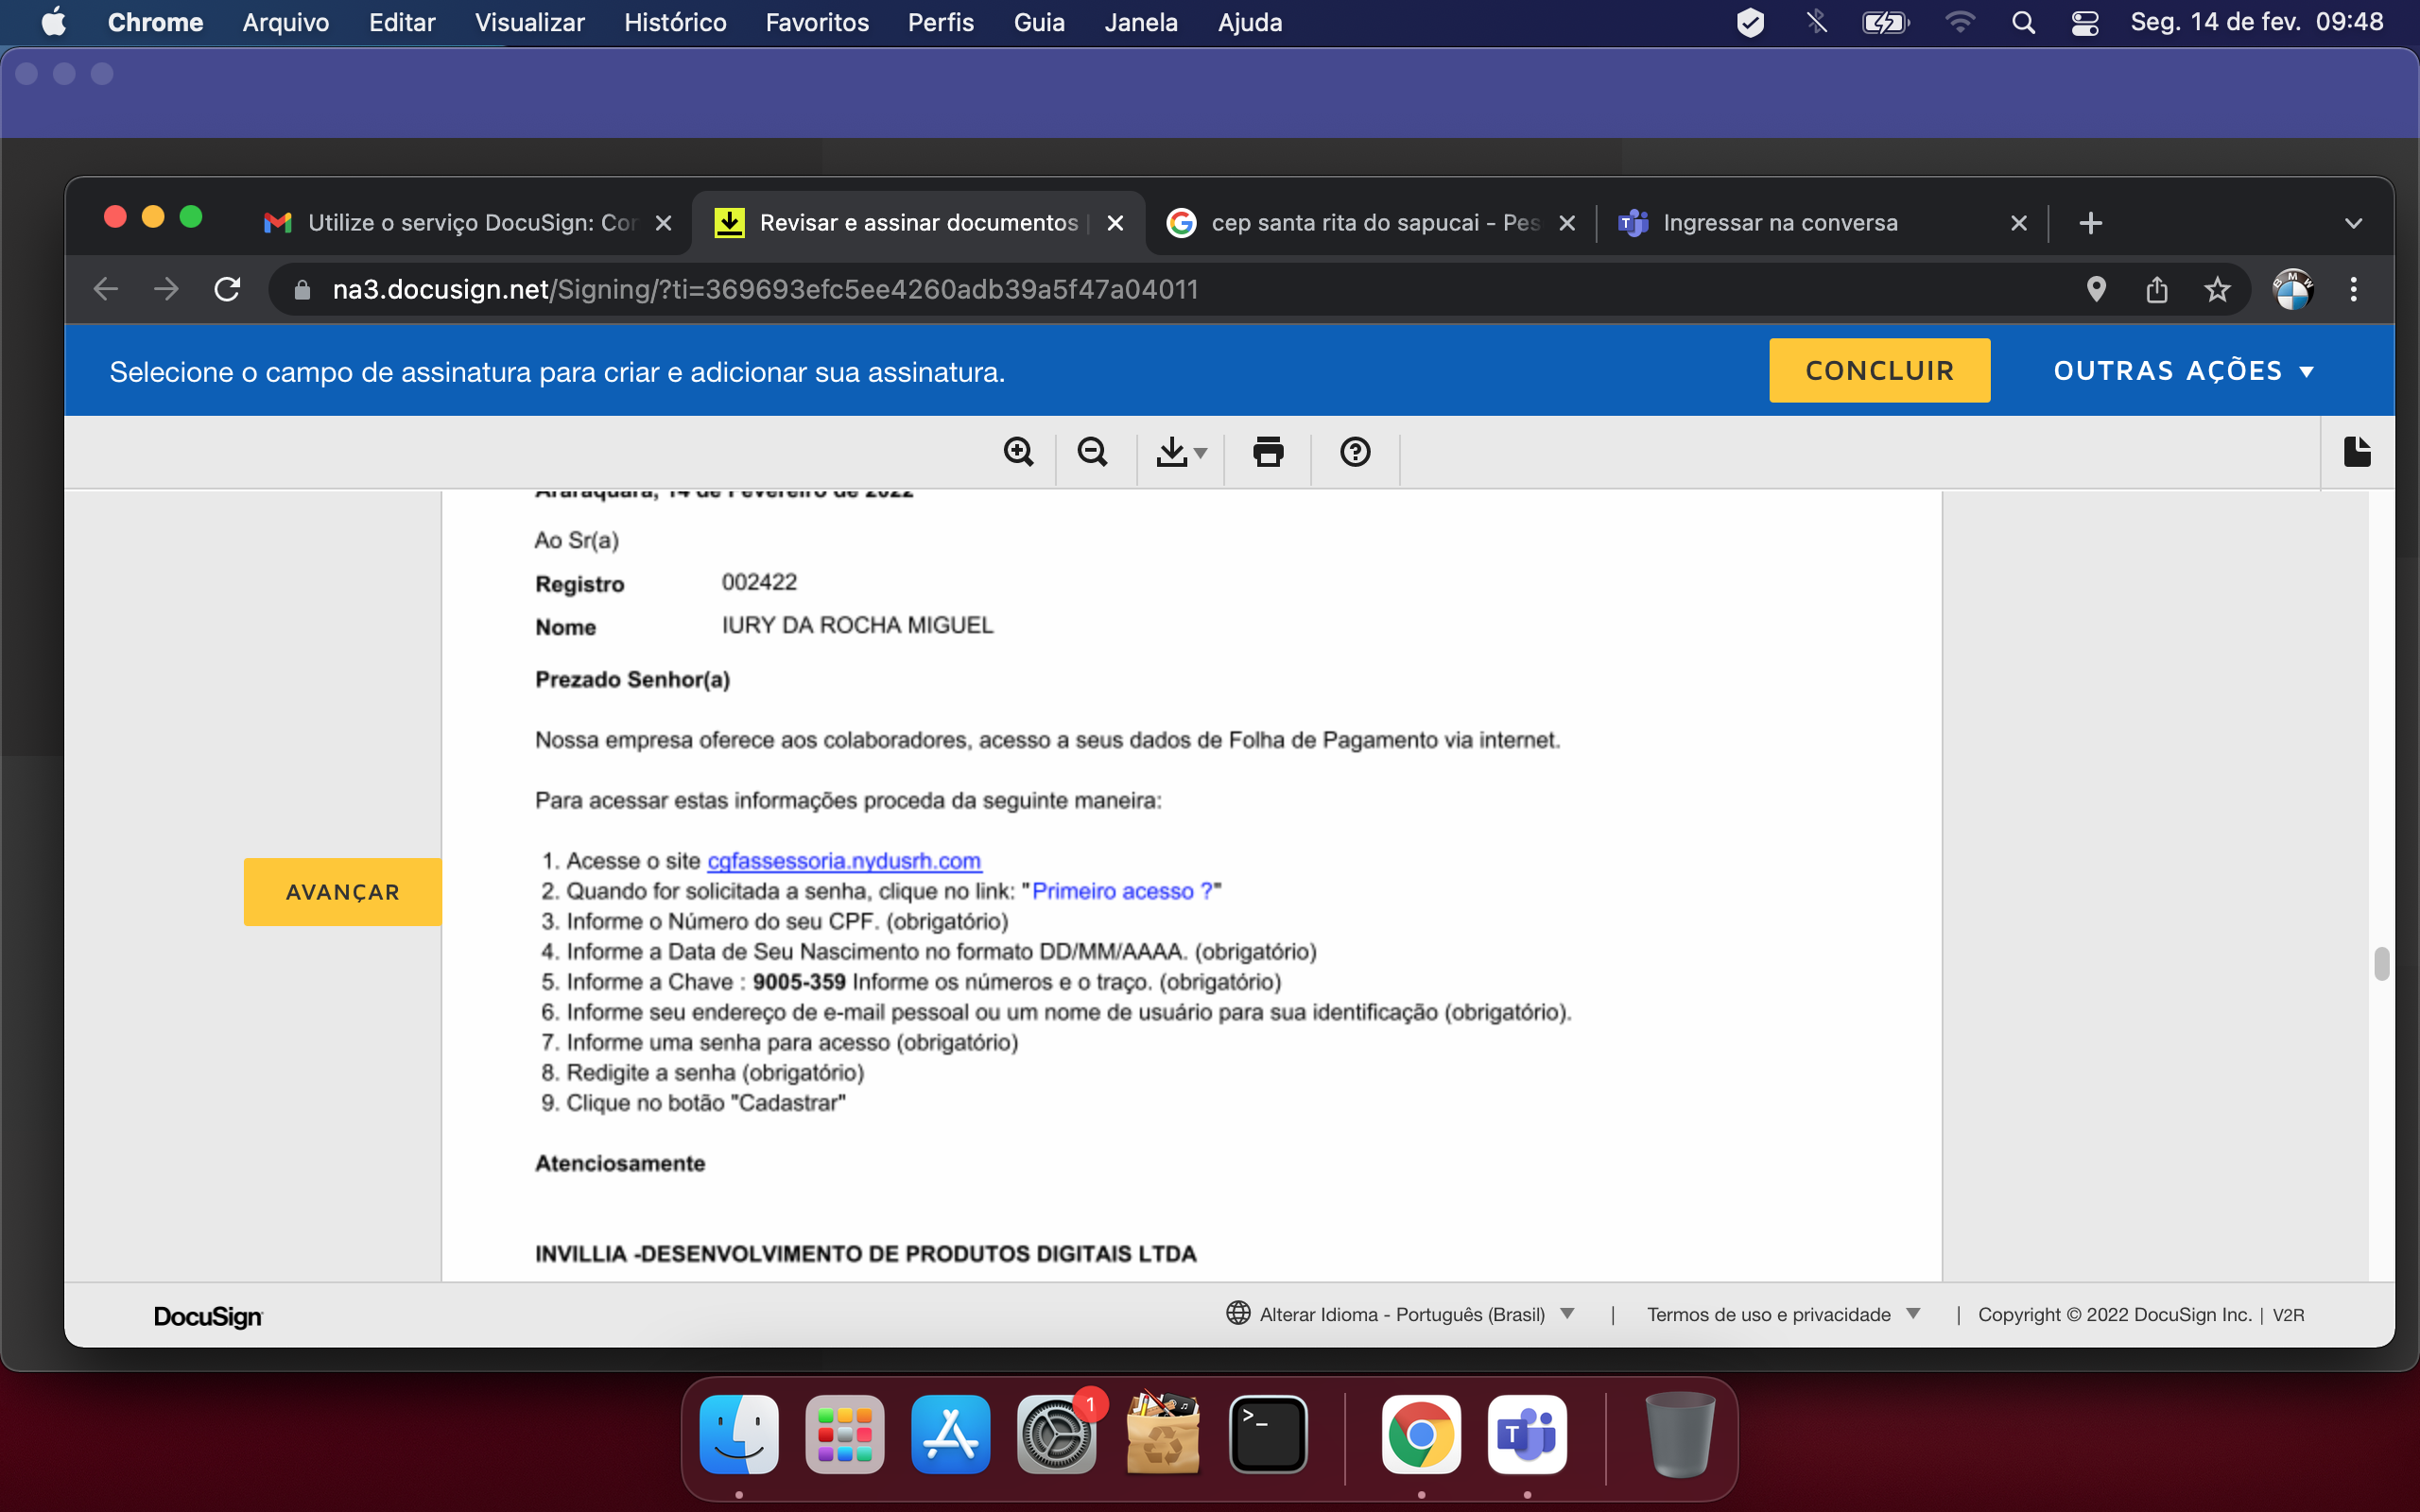 Chrome Arquivo Editar Visualizar Histórico Favoritos Perfis Guia Janela Ajuda Seg. 14 de fev. 09:48
Utilize o serviço DocuSign: Cor Revisar e assinar documentos | cep santa rita do sapucai - Pes Ingressar na conversa
na3.docusign.net/Signing/?ti=369693efc5ee4260adb39a5f47a04011
Selecione o campo de assinatura para criar e adicionar sua assinatura. CONCLUIR OUTRAS AÇÕES
Araraquara, 14 de Fevereiro de 2022
Ao Sr(a)
Registro 002422
Nome IURY DA ROCHA MIGUEL
Prezado Senhor(a)
Nossa empresa oferece aos colaboradores, acesso a seus dados de Folha de Pagamento via internet.
Para acessar estas informações proceda da seguinte maneira:
1. Acesse o site cgfassessoria.nydusrh.com
2. Quando for solicitada a senha, clique no link: "Primeiro acesso ?"
3. Informe o Número do seu CPF. (obrigatório)
4. Informe a Data de Seu Nascimento no formato DD/MM/AAAA. (obrigatório)
5. Informe a Chave : 9005-359 Informe os números e o traço. (obrigatório)
6. Informe seu endereço de e-mail pessoal ou um nome de usuário para sua identificação (obrigatório).
7. Informe uma senha para acesso (obrigatório)
8. Redigite a senha (obrigatório)
9. Clique no botão "Cadastrar"
AVANÇAR
Atenciosamente
INVILLIA -DESENVOLVIMENTO DE PRODUTOS DIGITAIS LTDA
DocuSign Alterar Idioma - Português (Brasil) | Termos de uso e privacidade | Copyright © 2022 DocuSign Inc. | V2R
1